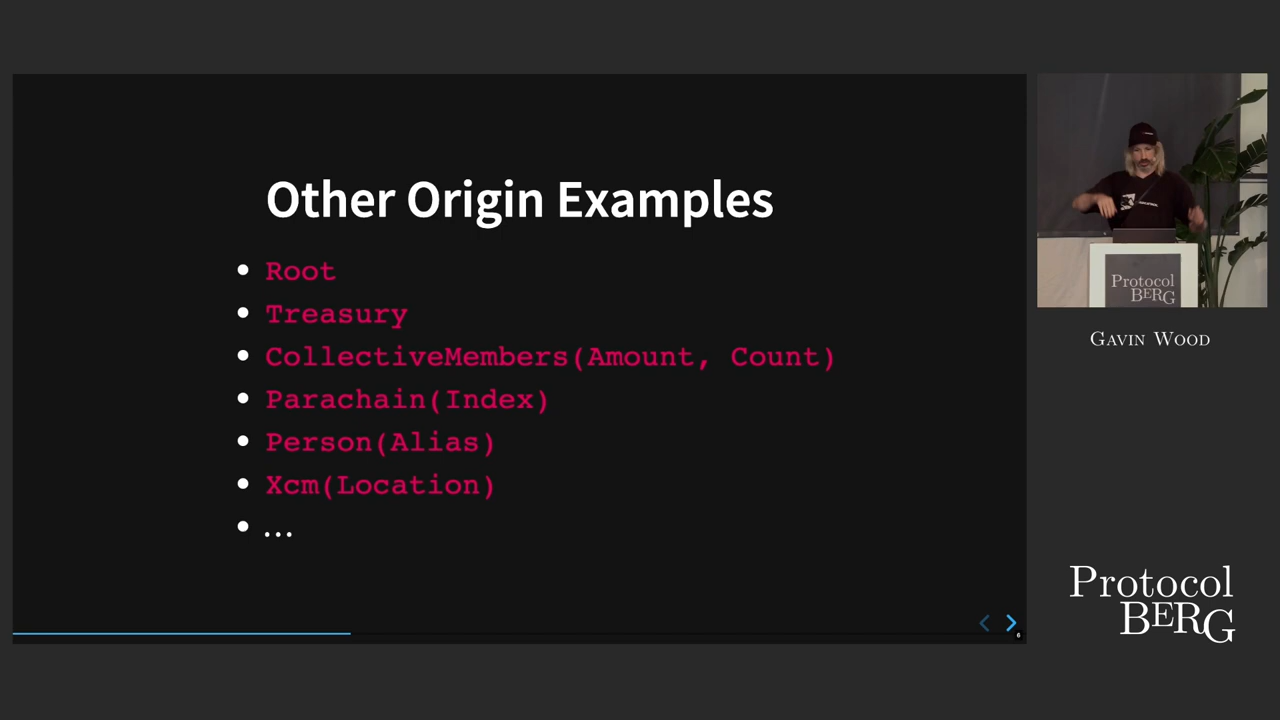 Other Origin Examples
• Root
• Treasury
• CollectiveMembers(Amount, Count)
• Parachain(Index)
• Person(Alias)
• Xcm(Location)
• ...
6
Protocol
BERG
GAVIN WOOD
Protocol
BERG